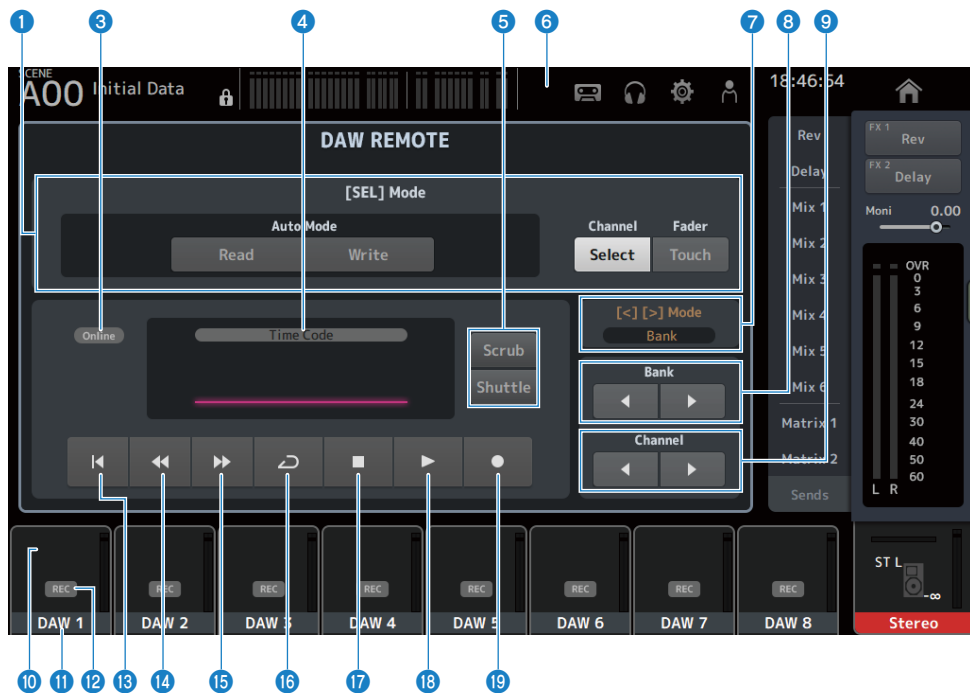 1 3 4 5 6 7 8 9
SCENE
A00 Initial Data
18:46:54
DAW REMOTE
[SEL] Mode
Auto Mode
Read Write
Channel Fader
Select Touch
Online
Time Code
Scrub
Shuttle
[<] [>] Mode
Bank
Bank
Channel
Rev
Delay
Mix 1
Mix 2
Mix 3
Mix 4
Mix 5
Mix 6
Matrix 1
Matrix 2
Sends
FX 1
Rev
FX 2
Delay
Moni 0.00
OVR
0
3
6
9
12
15
18
24
30
40
50
60
L R
REC REC REC REC REC REC REC REC
DAW 1 DAW 2 DAW 3 DAW 4 DAW 5 DAW 6 DAW 7 DAW 8
ST L
-∞
Stereo
10 11 12 13 14 15 16 17 18 19